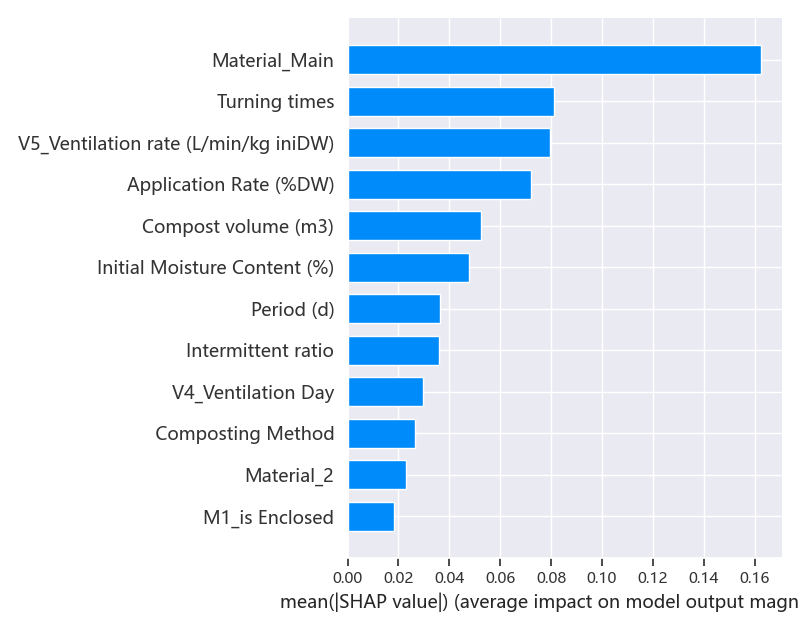 Material_Main
Turning times
V5_Ventilation rate (L/min/kg iniDW)
Application Rate (%DW)
Compost volume (m3)
Initial Moisture Content (%)
Period (d)
Intermittent ratio
V4_Ventilation Day
Composting Method
Material_2
M1_is Enclosed
0.00 0.02 0.04 0.06 0.08 0.10 0.12 0.14 0.16
mean(|SHAP value|) (average impact on model output magn